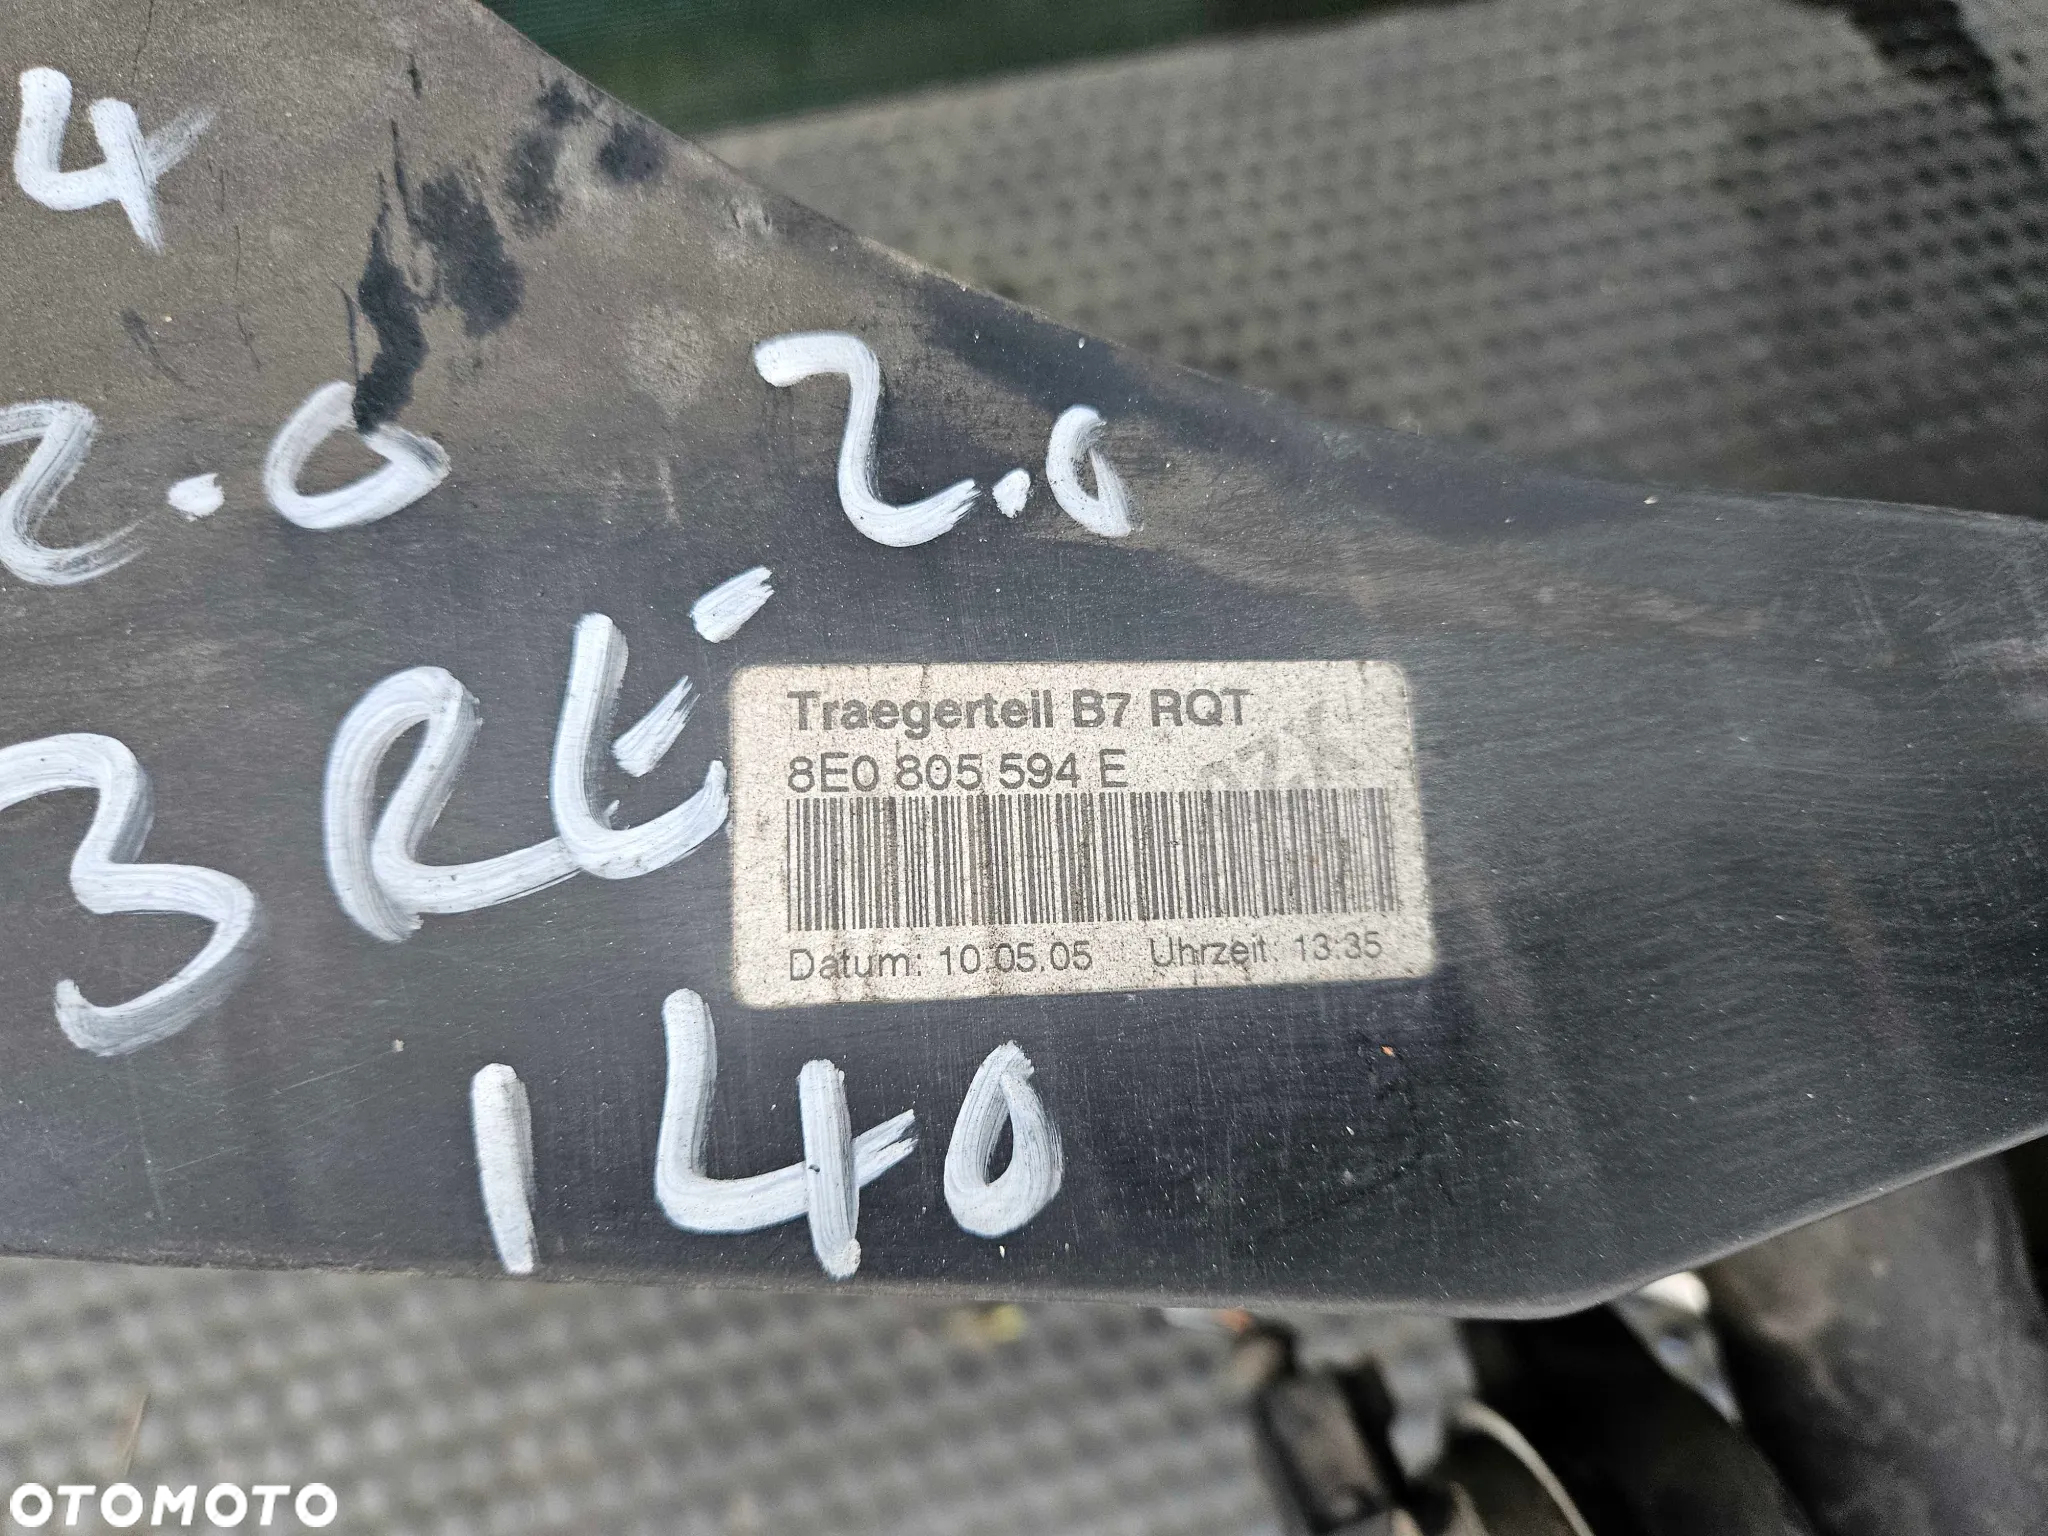 4
2.0
2.0
3
140
Traegerteil B7 RQT
8E0 805 594 E
Datum: 10.05.05 Uhrzeit: 13:35
OTOMOTO